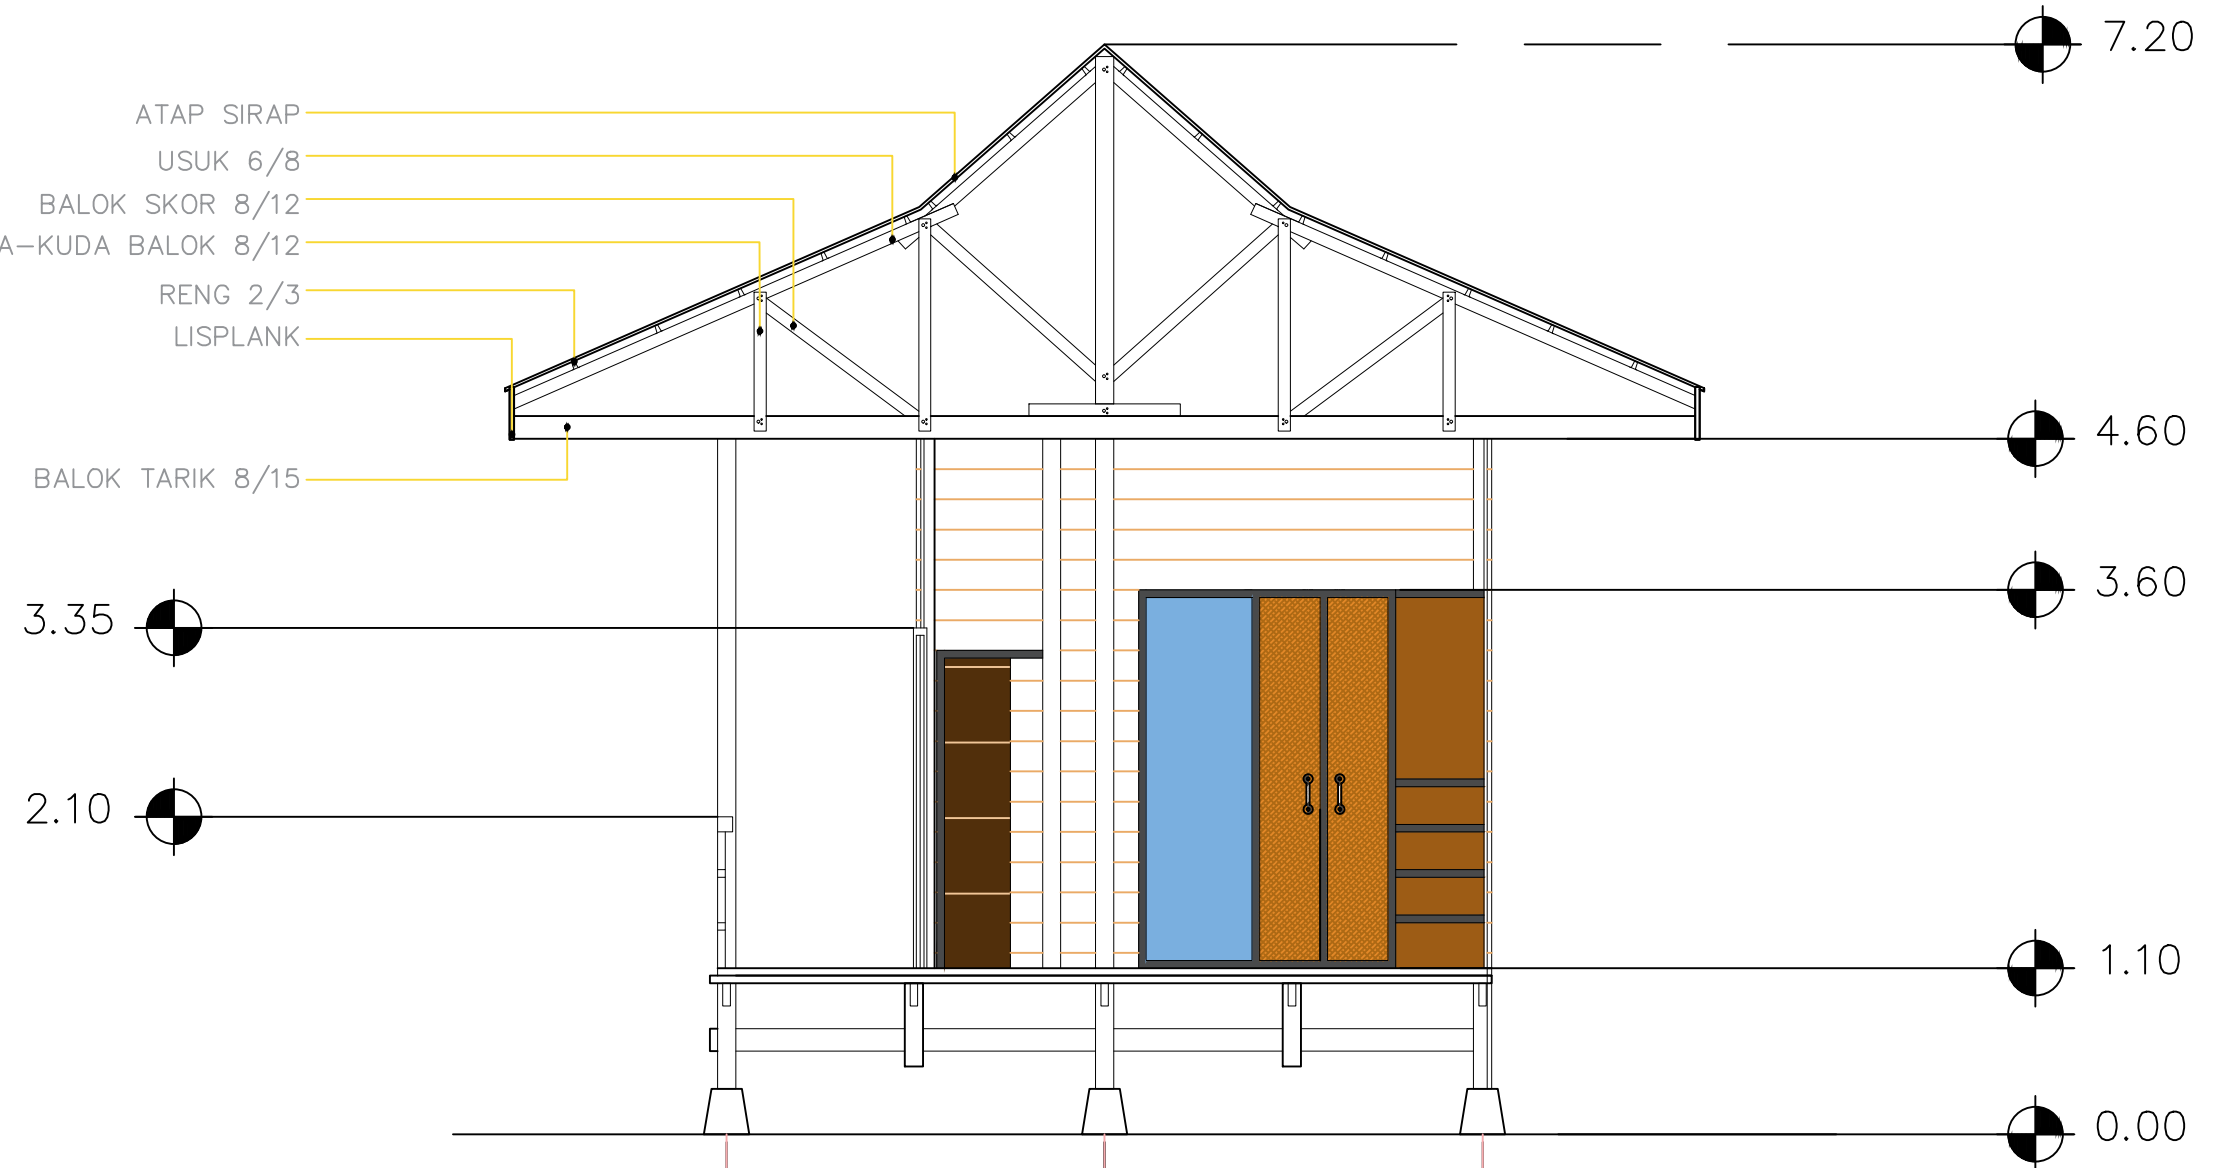 7.20
ATAP SIRAP
USUK 6/8
BALOK SKOR 8/12
A-KUDA BALOK 8/12
RENG 2/3
LISPLANK
4.60
BALOK TARIK 8/15
3.60
3.35
2.10
1.10
0.00